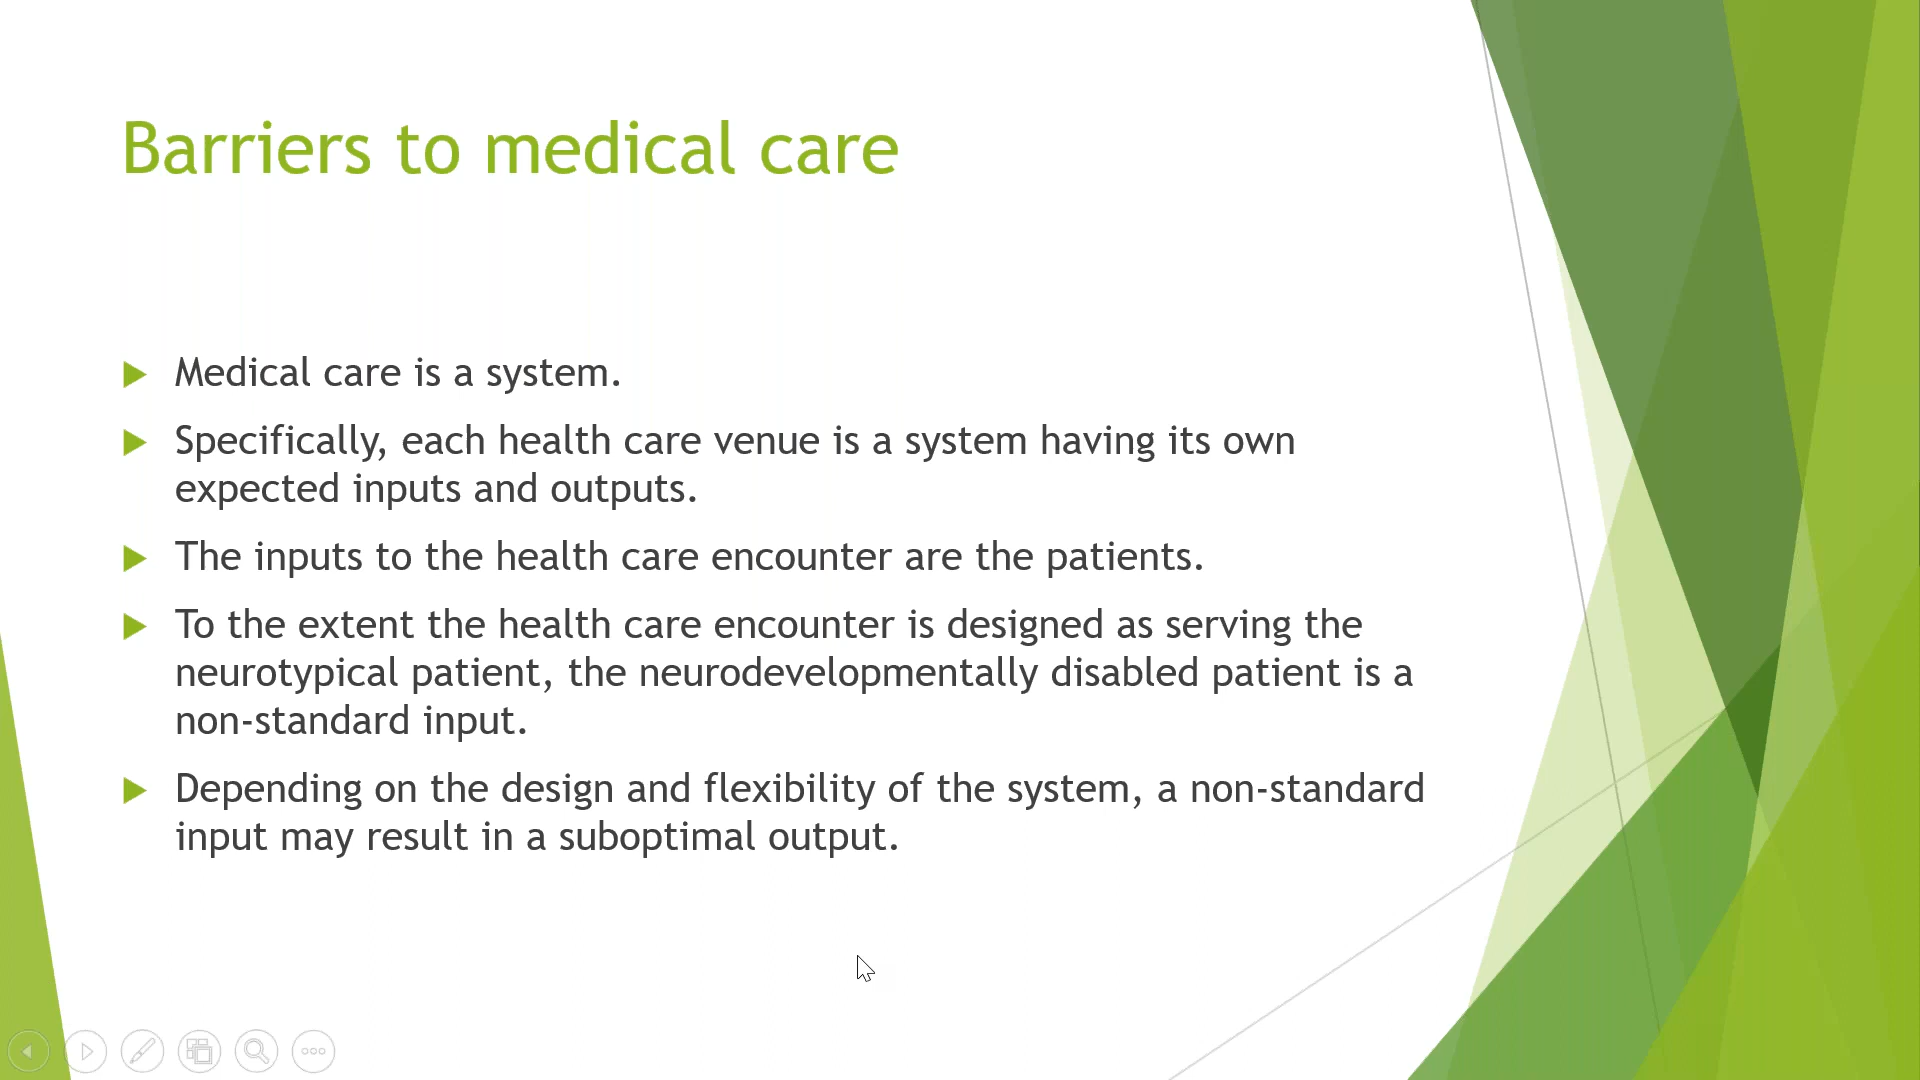 Barriers to medical care
Medical care is a system.
Specifically, each health care venue is a system having its own
expected inputs and outputs.
The inputs to the health care encounter are the patients.
To the extent the health care encounter is designed as serving the
neurotypical patient, the neurodevelopmentally disabled patient is a
non-standard input.
Depending on the design and flexibility of the system, a non-standard
input may result in a suboptimal output.